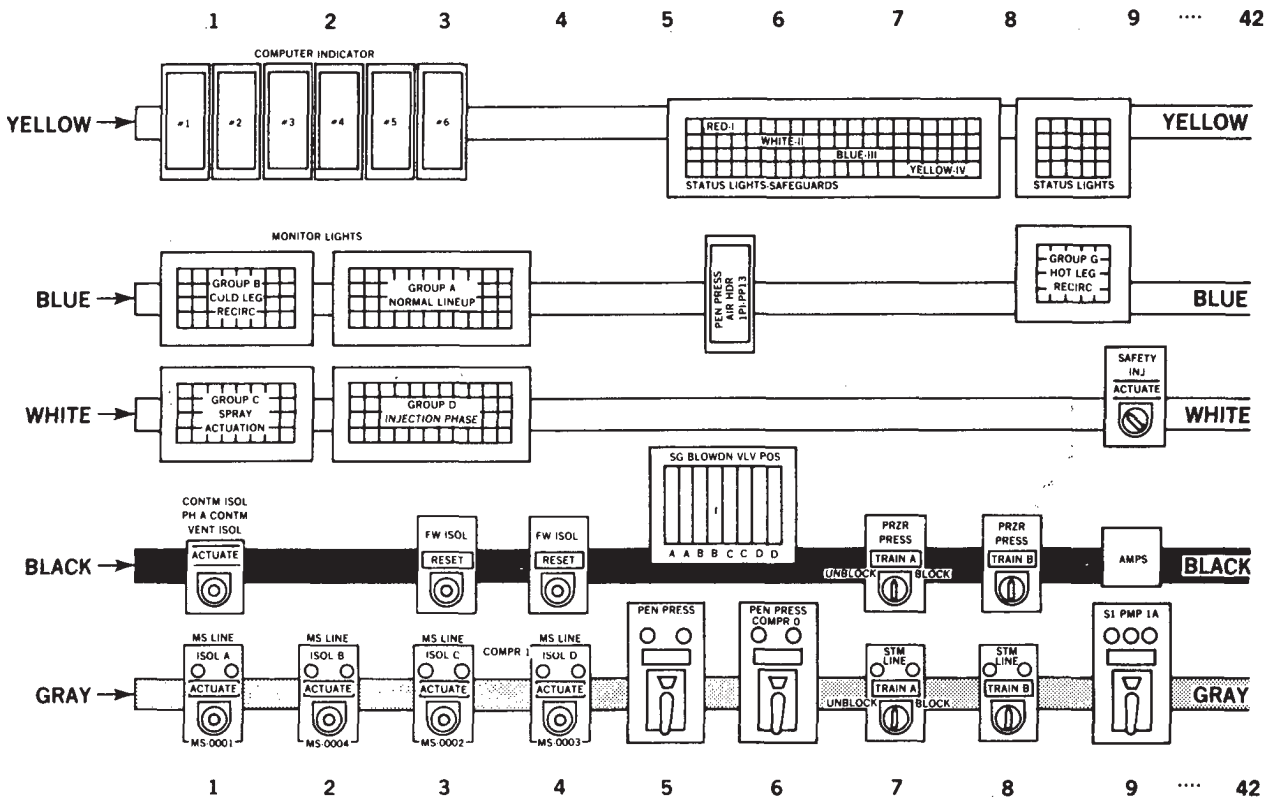 1 2 3 4 5 6 7 8 9 .... 42
COMPUTER INDICATOR
YELLOW
#1 #2 #3 #4 #5 #6
RED-I
WHITE-II
BLUE-III
YELLOW-IV
STATUS LIGHTS-SAFEGUARDS
STATUS LIGHTS
YELLOW
MONITOR LIGHTS
BLUE
GROUP B
COLD LEG
RECIRC
GROUP A
NORMAL LINEUP
PEN PRESS
AIR HDR
1PI-PP13
GROUP G
HOT LEG
RECIRC
BLUE
WHITE
GROUP C
SPRAY
ACTUATION
GROUP D
INJECTION PHASE
SAFETY
INJ
ACTUATE
WHITE
BLACK
CONTM ISOL
PH A CONTM
VENT ISOL
ACTUATE
FW ISOL
RESET
FW ISOL
RESET
SG BLOWDN VLV POS
A A B B C C D D
PRZR
PRESS
TRAIN A
UNBLOCK BLOCK
PRZR
PRESS
TRAIN B
AMPS
BLACK
GRAY
MS LINE
ISOL A
ACTUATE
MS-0001
MS LINE
ISOL B
ACTUATE
MS-0004
MS LINE
ISOL C
ACTUATE
MS-0002
COMPR 1
MS LINE
ISOL D
ACTUATE
MS-0003
PEN PRESS
PEN PRESS
COMPR 0
STM
LINE
TRAIN A
UNBLOCK BLOCK
STM
LINE
TRAIN B
S1 PMP 1A
GRAY
1 2 3 4 5 6 7 8 9 .... 42